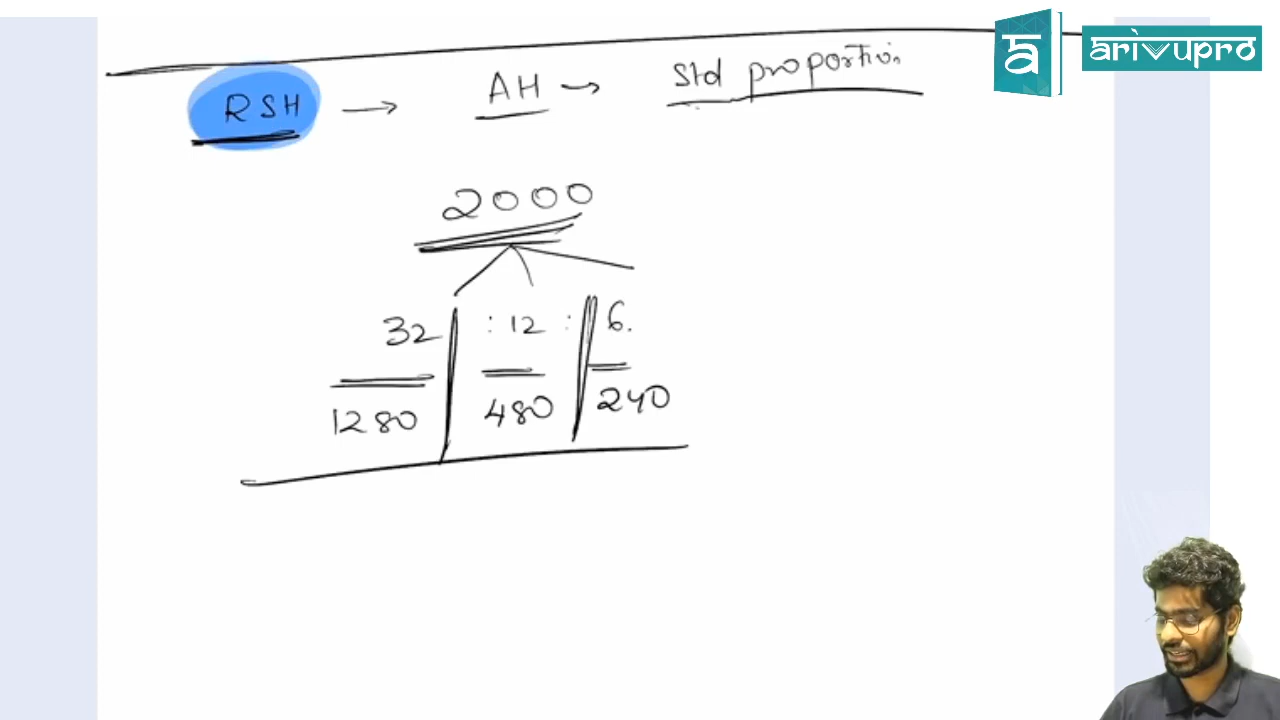 arivupro
RSH → AH → Std proportion
2000
32 : 12 : 6.
1280 480 240